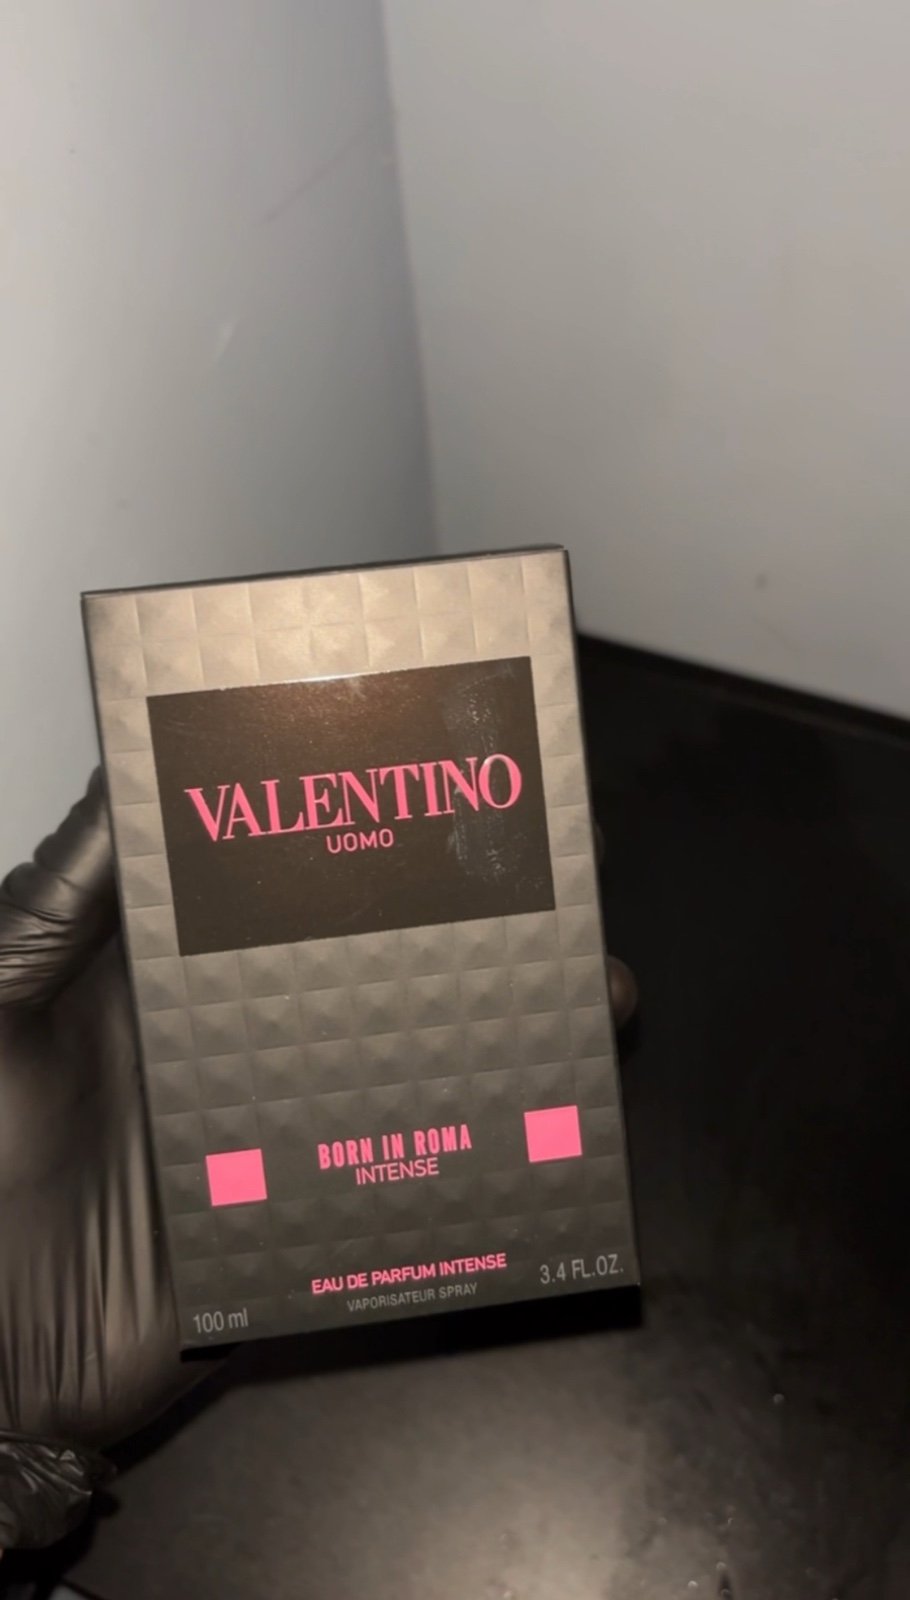 VALENTINO
UOMO
BORN IN ROMA
INTENSE
EAU DE PARFUM INTENSE
VAPORISATEUR SPRAY
100 ml
3.4 FL.OZ.